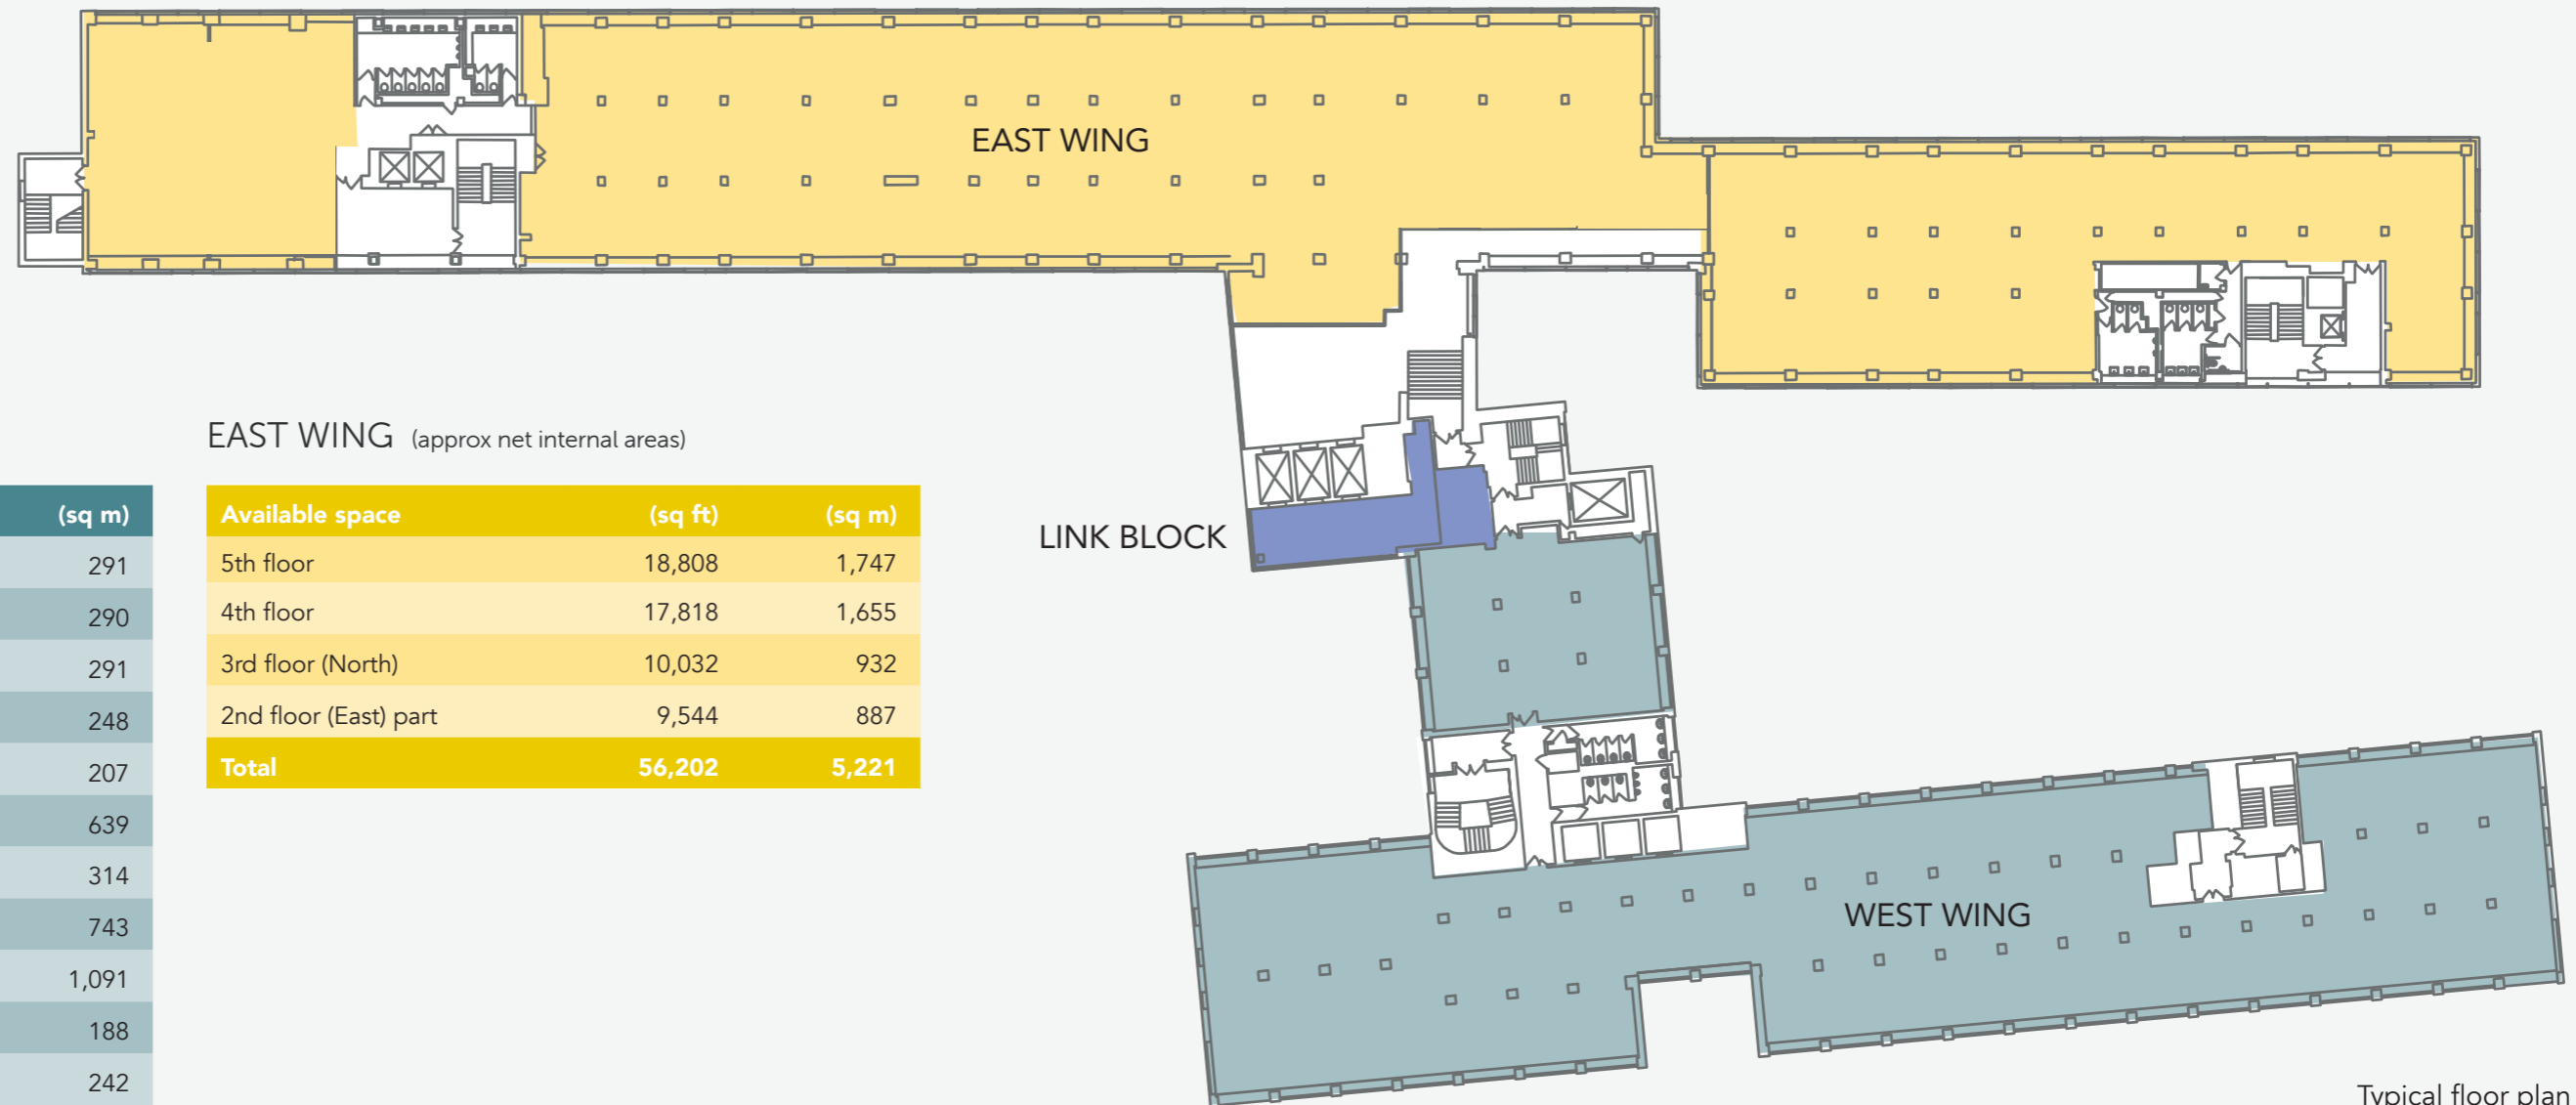 EAST WING
EAST WING (approx net internal areas)
(sq m)
291
290
291
248
207
639
314
743
1,091
188
242
Available space (sq ft) (sq m)
5th floor 18,808 1,747
4th floor 17,818 1,655
3rd floor (North) 10,032 932
2nd floor (East) part 9,544 887
Total 56,202 5,221
LINK BLOCK
WEST WING
Typical floor plan